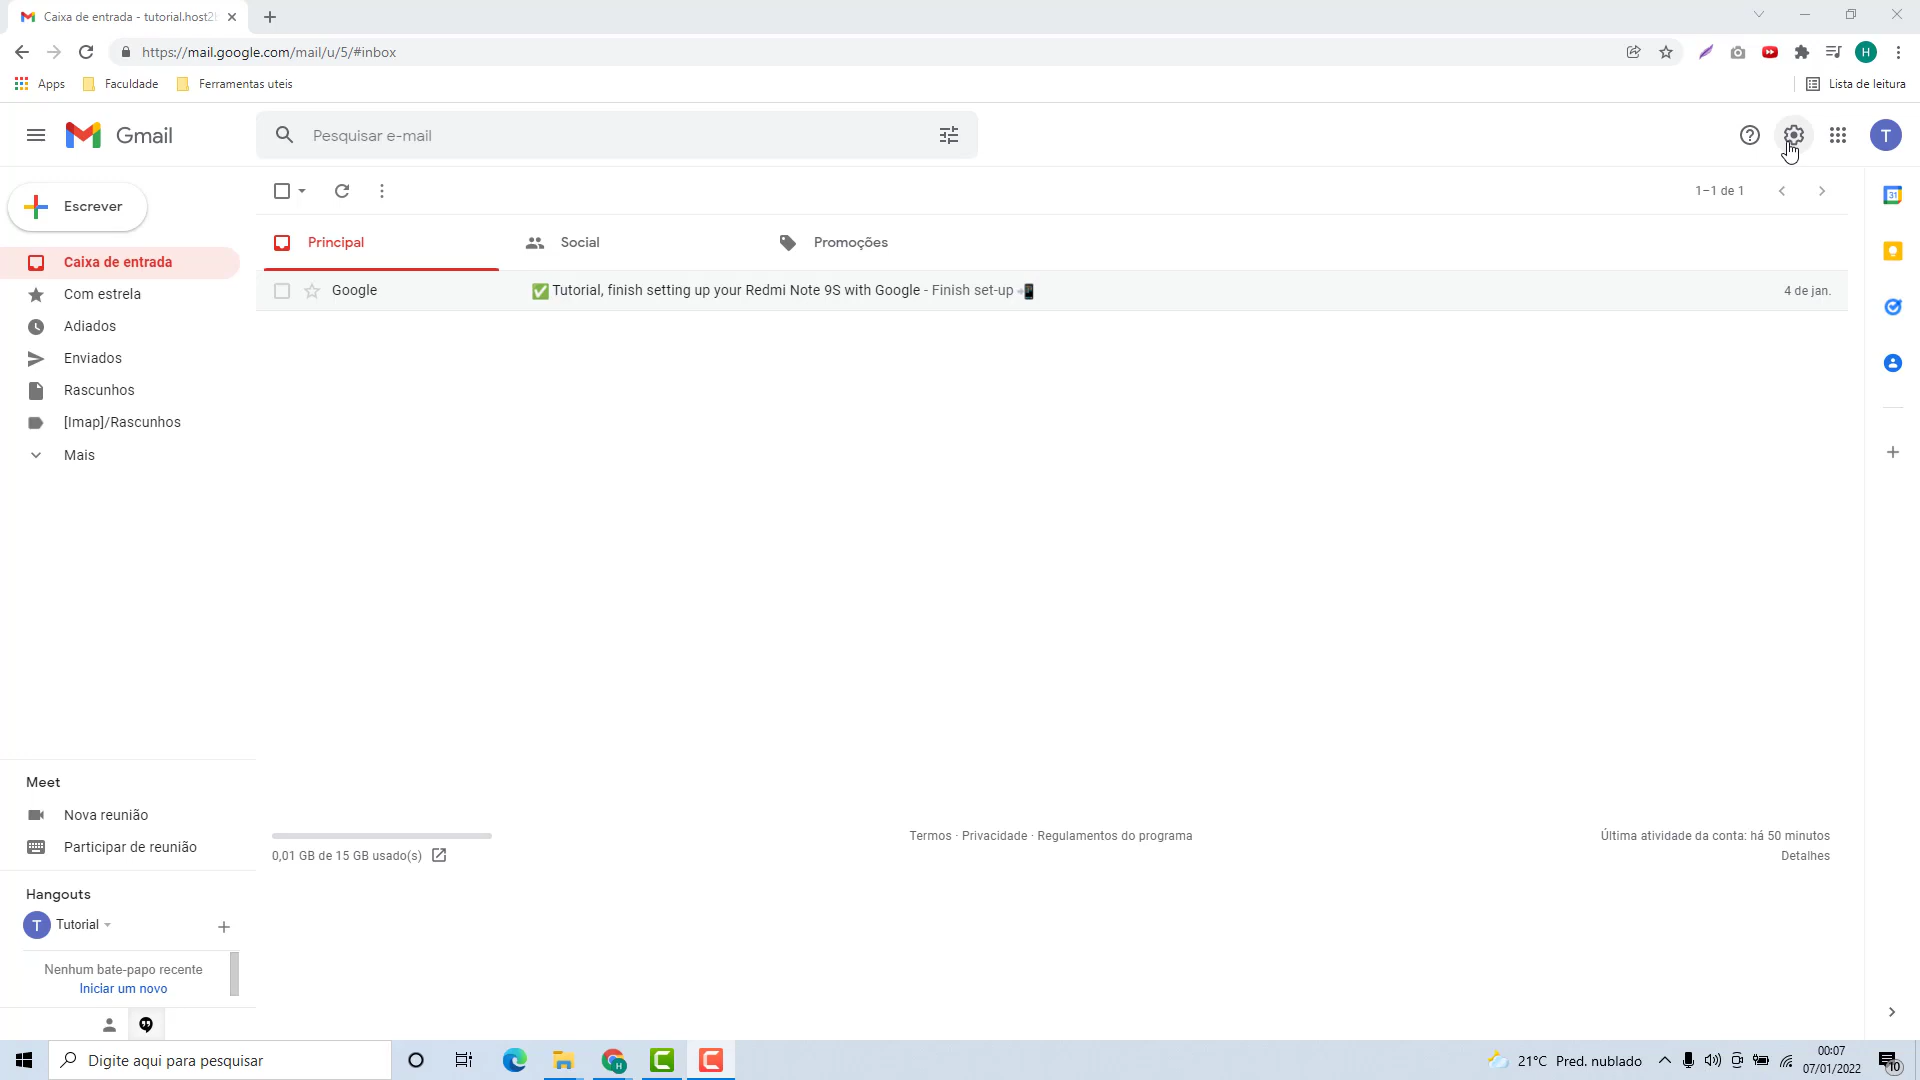 Caixa de entrada - tutorial.host2b
https://mail.google.com/mail/u/5/#inbox
H
Apps
Faculdade
Ferramentas uteis
Lista de leitura
Gmail
Pesquisar e-mail
T
Escrever
1–1 de 1
31
Principal
Social
Promoções
Caixa de entrada
Google
✅ Tutorial, finish setting up your Redmi Note 9S with Google - Finish set-up 📲
4 de jan.
Com estrela
Adiados
Enviados
Rascunhos
[Imap]/Rascunhos
Mais
Meet
Nova reunião
Participar de reunião
0,01 GB de 15 GB usado(s)
Termos · Privacidade · Regulamentos do programa
Última atividade da conta: há 50 minutos
Detalhes
Hangouts
T
Tutorial
Nenhum bate-papo recente
Iniciar um novo
Digite aqui para pesquisar
H
21°C Pred. nublado
00:07
07/01/2022
10